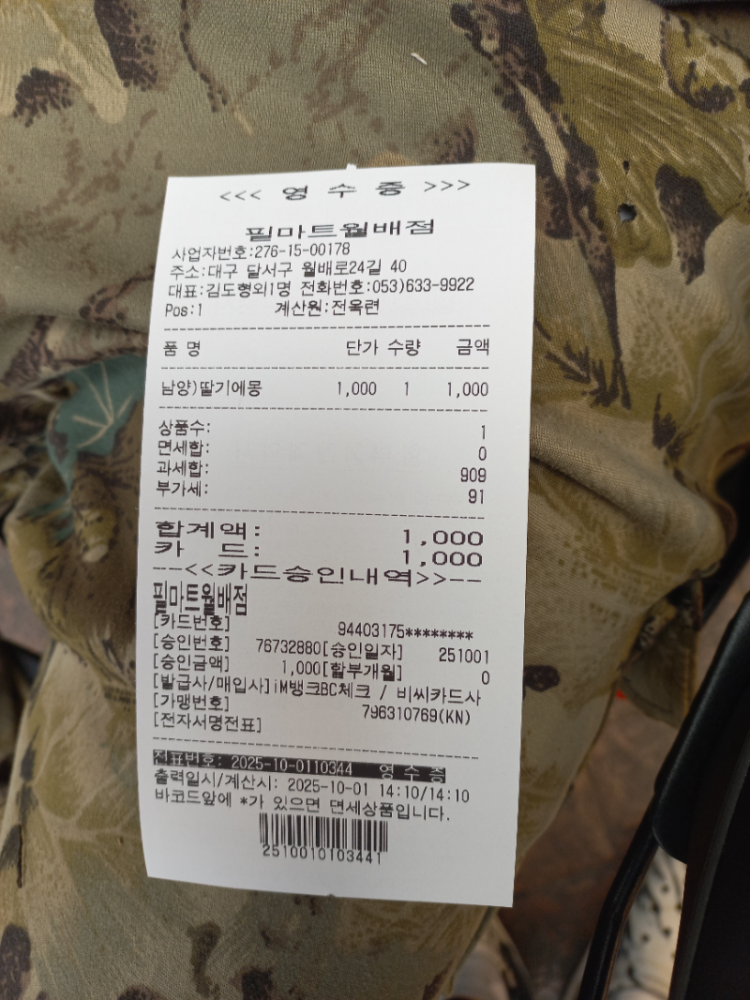 <<< 영 수 증 >>>
필마트월배점
사업자번호:276-15-00178
주소:대구 달서구 월배로24길 40
대표:김도형외1명 전화번호:053)633-9922
Pos:1 계산원:전옥련
품 명 단가 수량 금액
남양)딸기에몽 1,000 1 1,000
상품수: 1
면세합: 0
과세합: 909
부가세: 91
합계액: 1,000
카 드: 1,000
--<<카드승인내역>>--
필마트월배점
[카드번호] 94403175********
[승인번호] 76732880[승인일자] 251001
[승인금액] 1,000[할부개월] 0
[발급사/매입사]iM뱅크BC체크 / 비씨카드사
[가맹번호] 796310769(KN)
[전자서명전표]
전표번호: 2025-10-0110344 영 수 증
출력일시/계산시: 2025-10-01 14:10/14:10
바코드앞에 *가 있으면 면세상품입니다.
2510010103441